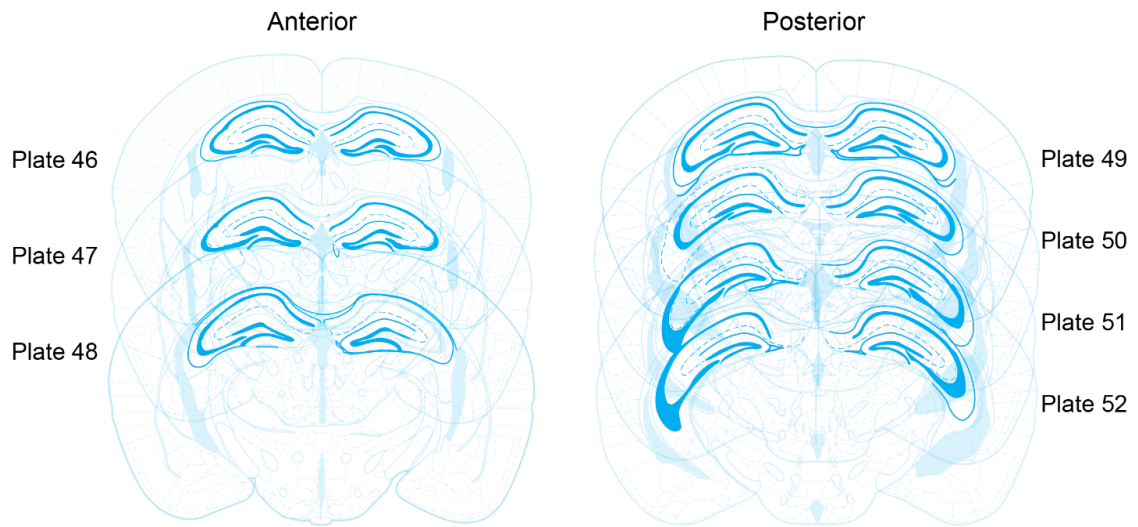 Anterior
Posterior
Plate 46
Plate 47
Plate 48
Plate 49
Plate 50
Plate 51
Plate 52